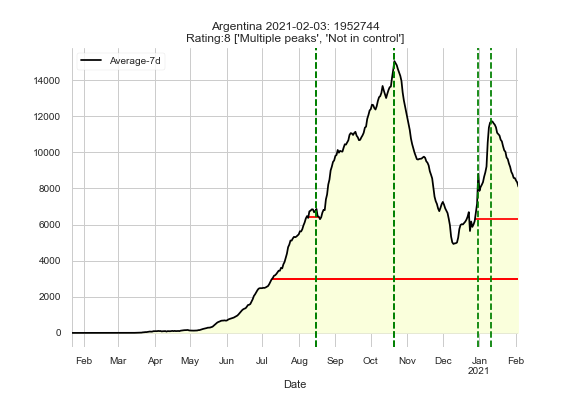 Argentina 2021-02-03: 1952744
Rating:8 ['Multiple peaks', 'Not in control']
Average-7d
14000
12000
10000
8000
6000
4000
2000
0
Feb Mar Apr May Jun Jul Aug Sep Oct Nov Dec Jan Feb
2021
Date